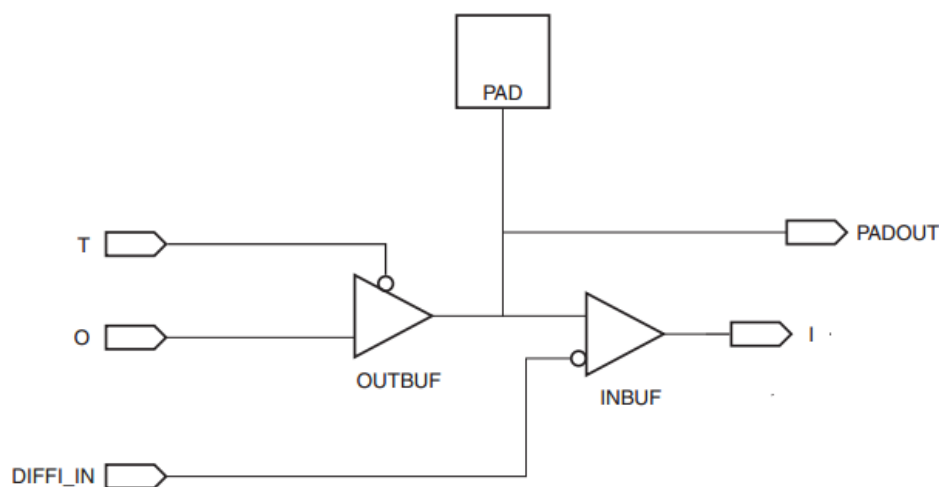 PAD
T
PADOUT
O
I
OUTBUF
INBUF
DIFFI_IN